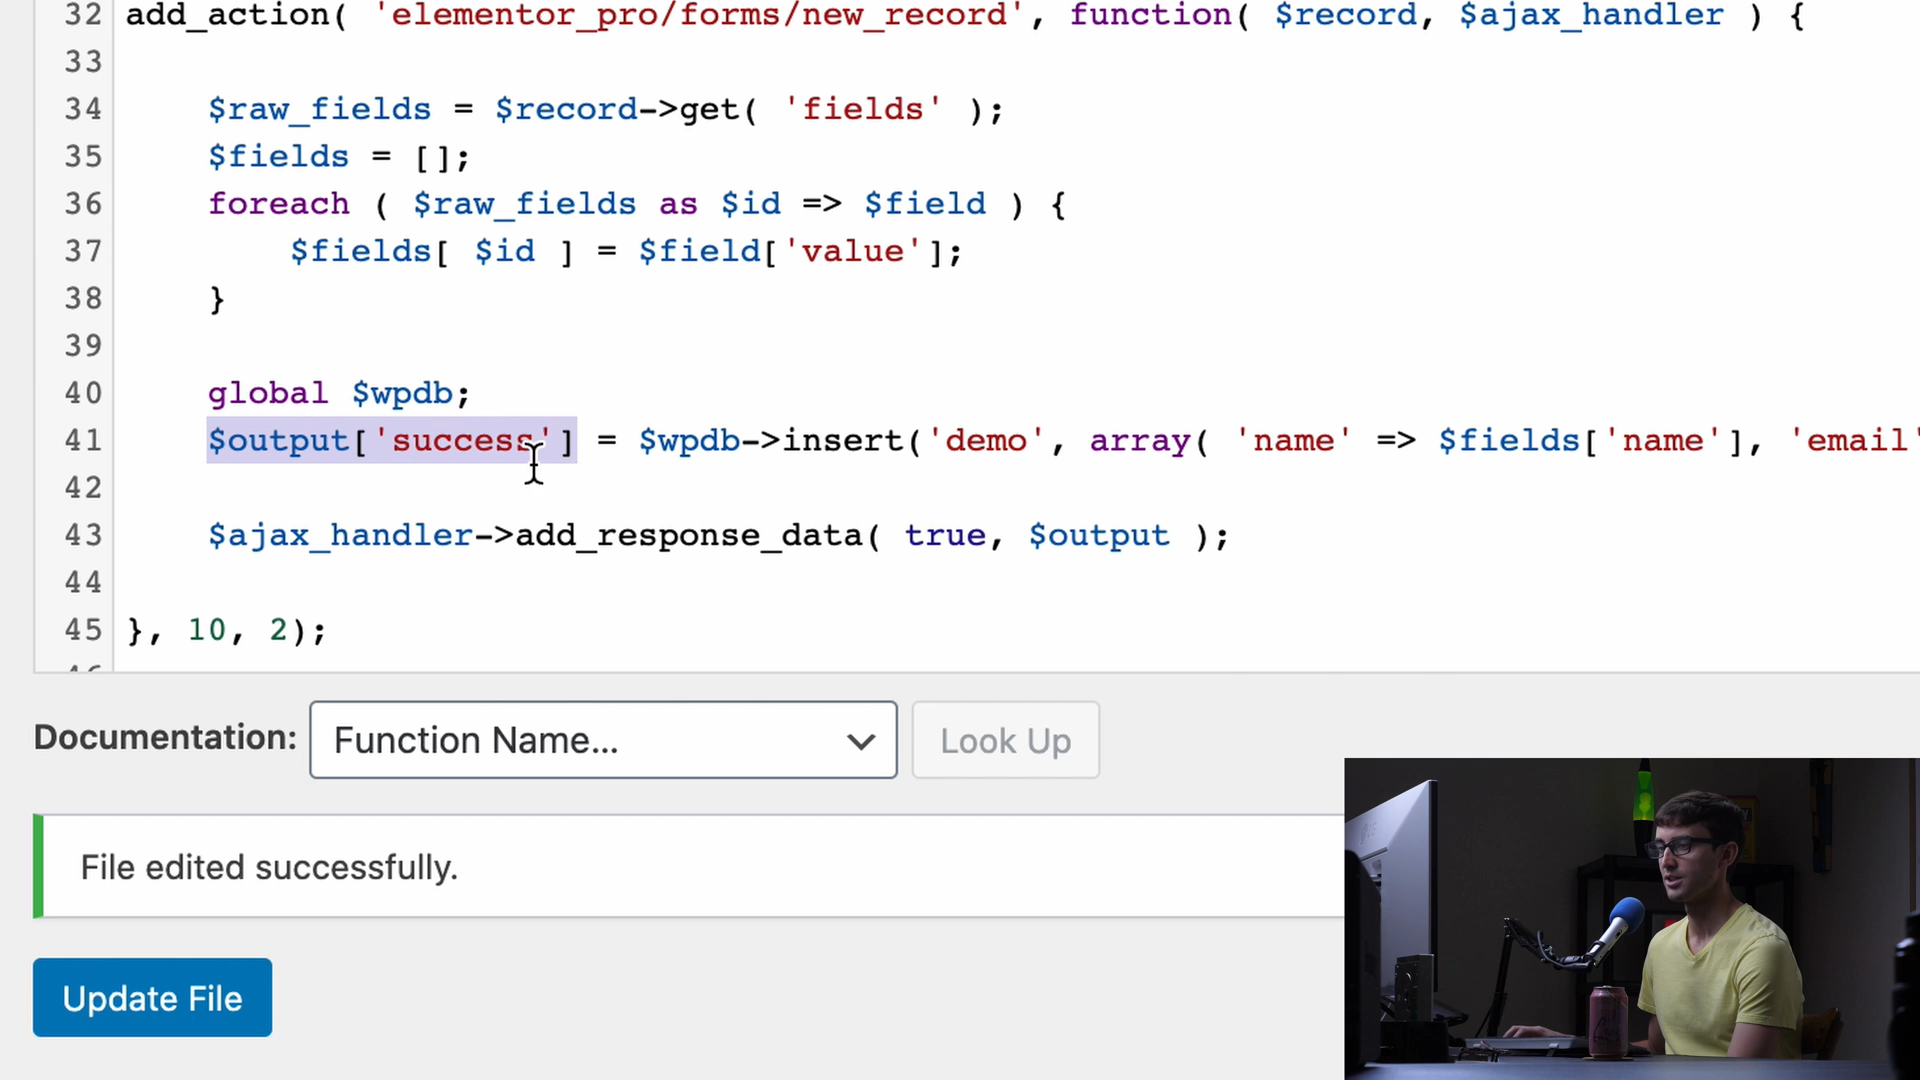 32 add_action( 'elementor_pro/forms/new_record', function( $record, $ajax_handler ) {
33
34 $raw_fields = $record->get( 'fields' );
35 $fields = [];
36 foreach ( $raw_fields as $id => $field ) {
37 $fields[ $id ] = $field['value'];
38 }
39
40 global $wpdb;
41 $output['success'] = $wpdb->insert('demo', array( 'name' => $fields['name'], 'email'
42
43 $ajax_handler->add_response_data( true, $output );
44
45 }, 10, 2);
Documentation: Function Name... Look Up
File edited successfully.
Update File